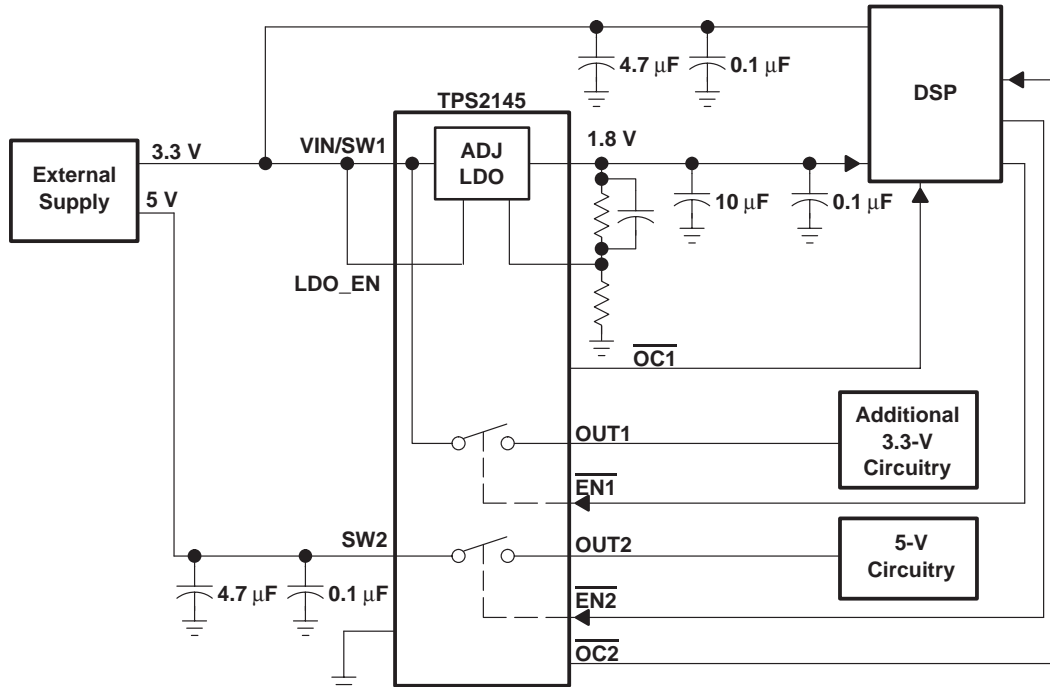 4.7 μF
0.1 μF
DSP
TPS2145
External
Supply
3.3 V
5 V
VIN/SW1
ADJ
LDO
1.8 V
10 μF
0.1 μF
LDO_EN
OC1
Additional
3.3-V
Circuitry
OUT1
EN1
SW2
OUT2
5-V
Circuitry
4.7 μF
0.1 μF
EN2
OC2